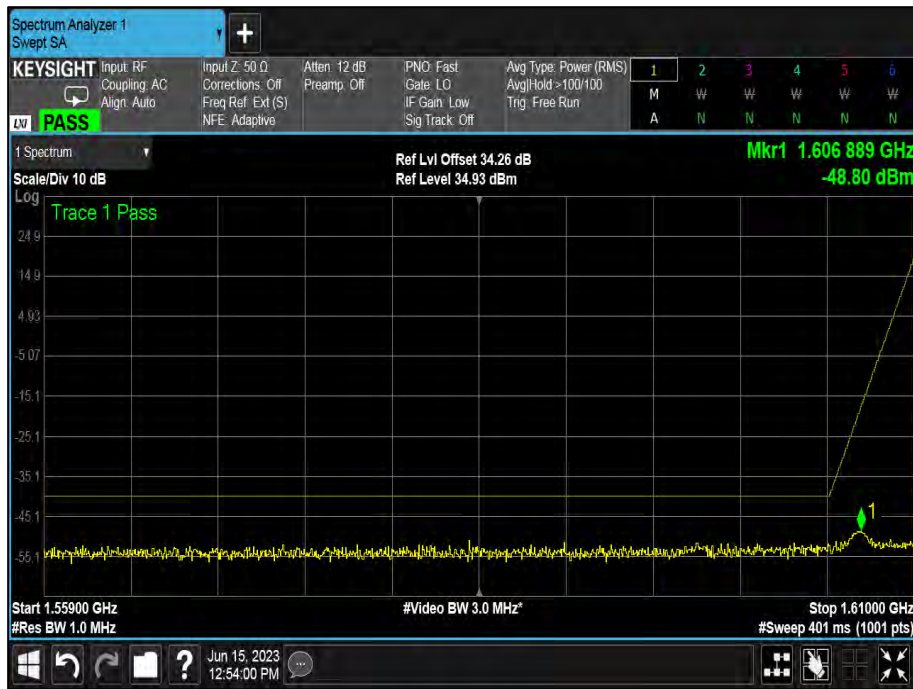 Spectrum Analyzer 1
Swept SA
+
KEYSIGHT Input: RF Input Z: 50 Ω Atten: 12 dB PNO: Fast Avg Type: Power (RMS) 1 2 3 4 5 6
Coupling: AC Corrections: Off Preamp: Off Gate: LO Avg|Hold >100/100 M W W W W W
Align: Auto Freq Ref: Ext (S) IF Gain: Low Trig: Free Run
LXI PASS NFE: Adaptive Sig Track: Off A N N N N N
1 Spectrum Ref Lvl Offset 34.26 dB Mkr1 1.606 889 GHz
Scale/Div 10 dB Ref Level 34.93 dBm -48.80 dBm
Log
Trace 1 Pass
24.9
14.9
4.93
-5.07
-15.1
-25.1
-35.1
-45.1
1
-55.1
Start 1.55900 GHz #Video BW 3.0 MHz* Stop 1.61000 GHz
#Res BW 1.0 MHz #Sweep 401 ms (1001 pts)
? Jun 15, 2023
12:54:00 PM